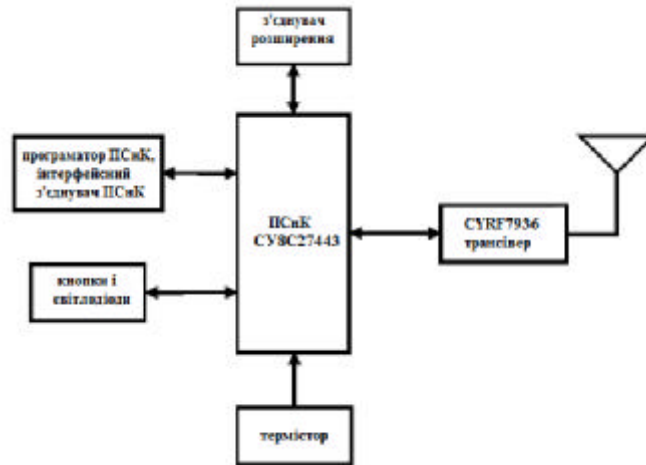 з'єднувач
розширення
програматор ПСнК,
інтерфейсний
з'єднувач ПСнК
ПСнК
CY8C27443
CYRF7936
трансівер
кнопки і
світлодіоди
термістор